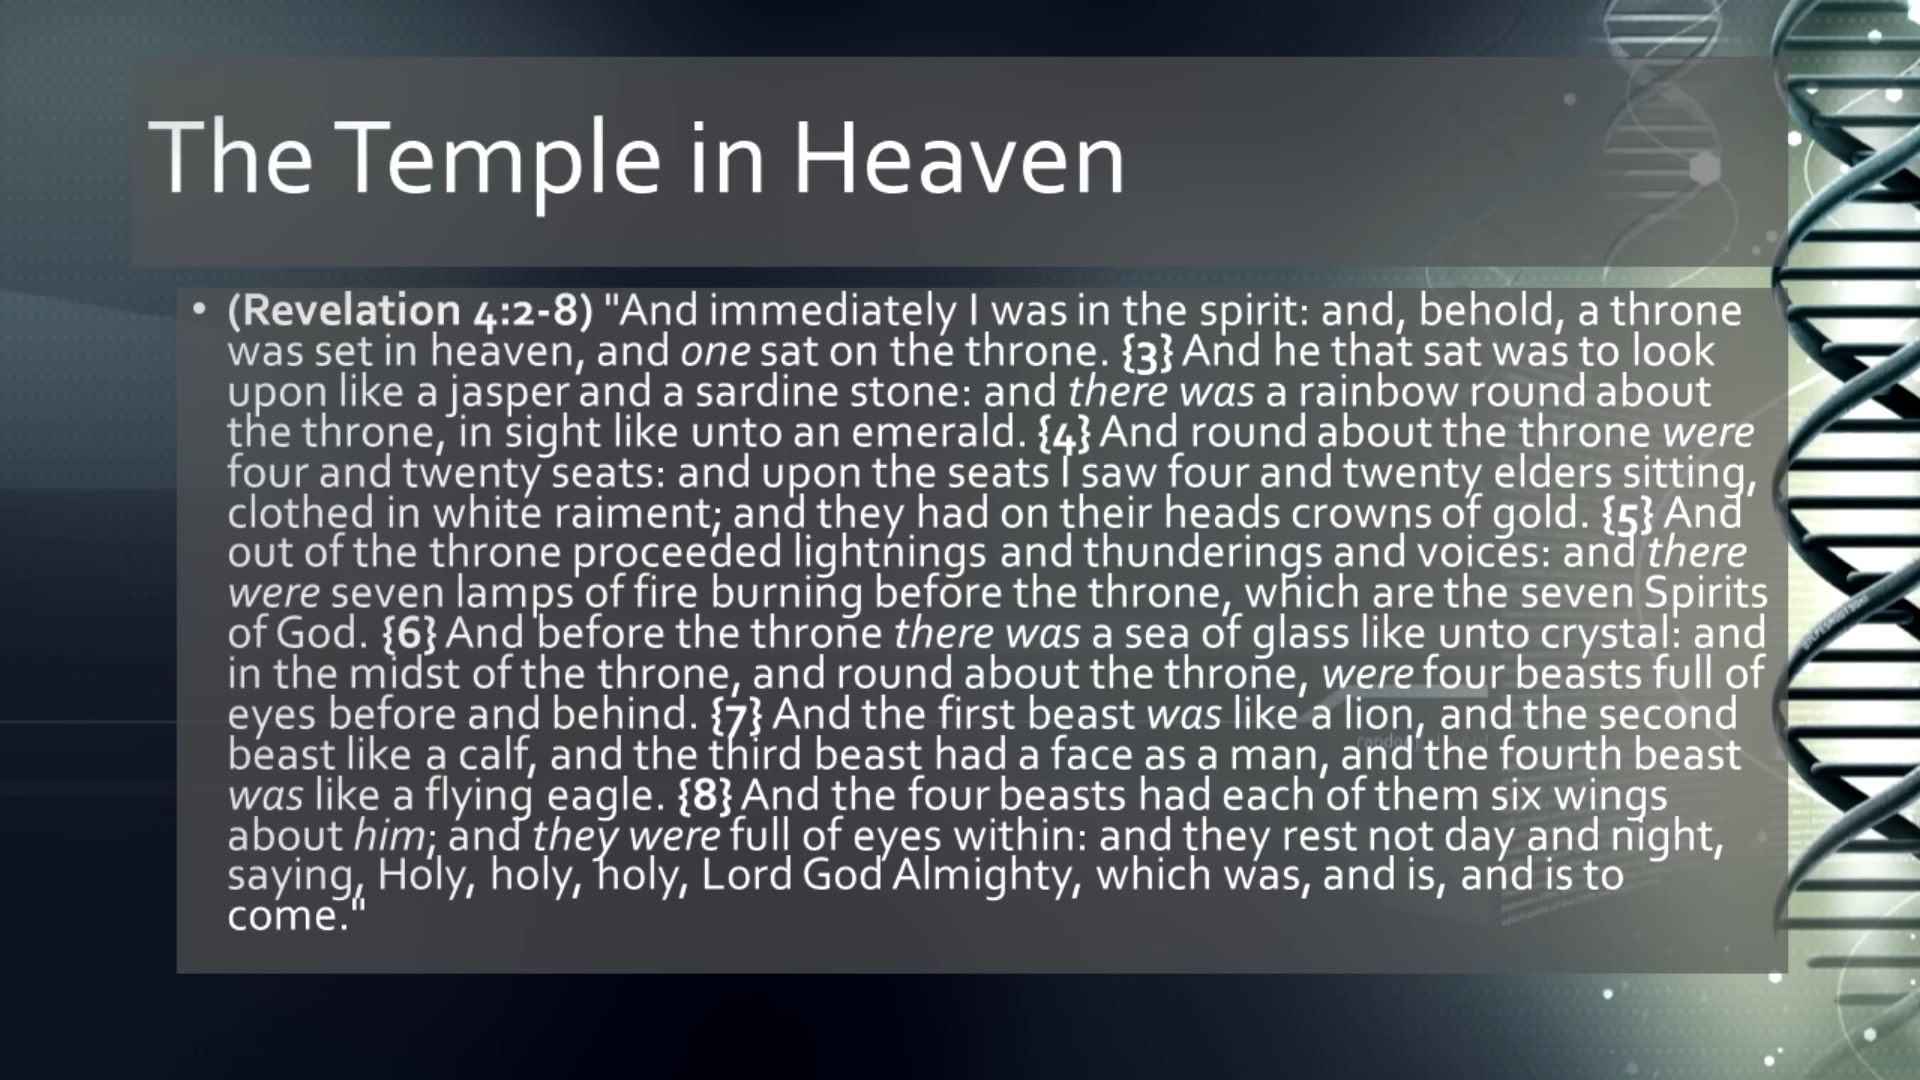 The Temple in Heaven
• (Revelation 4:2-8) "And immediately I was in the spirit: and, behold, a throne
was set in heaven, and one sat on the throne. {3} And he that sat was to look
upon like a jasper and a sardine stone: and there was a rainbow round about
the throne, in sight like unto an emerald. {4} And round about the throne were
four and twenty seats: and upon the seats I saw four and twenty elders sitting,
clothed in white raiment; and they had on their heads crowns of gold. {5} And
out of the throne proceeded lightnings and thunderings and voices: and there
were seven lamps of fire burning before the throne, which are the seven Spirits
of God. {6} And before the throne there was a sea of glass like unto crystal: and
in the midst of the throne, and round about the throne, were four beasts full of
eyes before and behind. {7} And the first beast was like a lion, and the second
beast like a calf, and the third beast had a face as a man, and the fourth beast
was like a flying eagle. {8} And the four beasts had each of them six wings
about him; and they were full of eyes within: and they rest not day and night,
saying, Holy, holy, holy, Lord God Almighty, which was, and is, and is to
come."